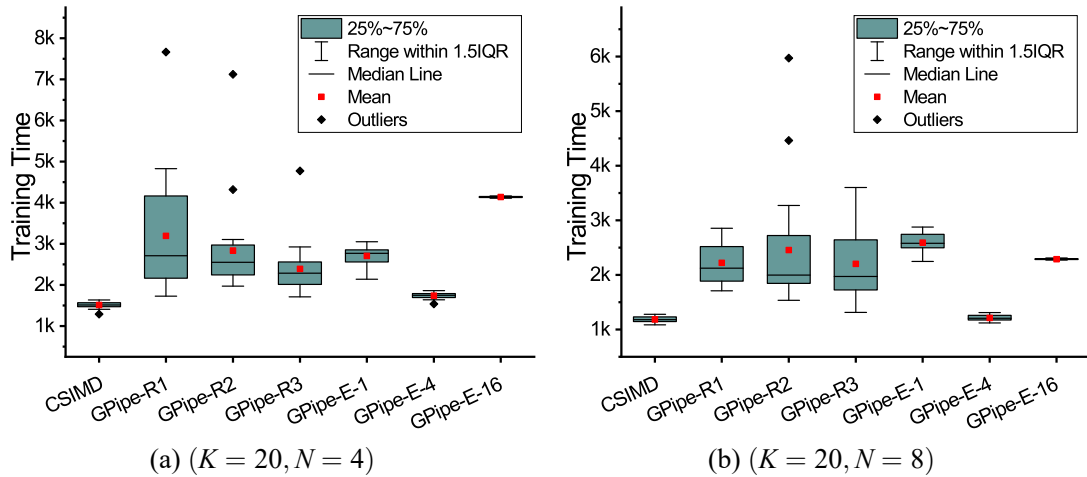 25%~75%
Range within 1.5IQR
Median Line
Mean
Outliers
Training Time
8k
7k
6k
5k
4k
3k
2k
1k
CSIMD
GPipe-R1
GPipe-R2
GPipe-R3
GPipe-E-1
GPipe-E-4
GPipe-E-16
(a) (K = 20, N = 4)
25%~75%
Range within 1.5IQR
Median Line
Mean
Outliers
Training Time
6k
5k
4k
3k
2k
1k
CSIMD
GPipe-R1
GPipe-R2
GPipe-R3
GPipe-E-1
GPipe-E-4
GPipe-E-16
(b) (K = 20, N = 8)